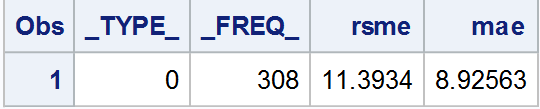 Obs _TYPE_ _FREQ_ rsme mae
1 0 308 11.3934 8.92563